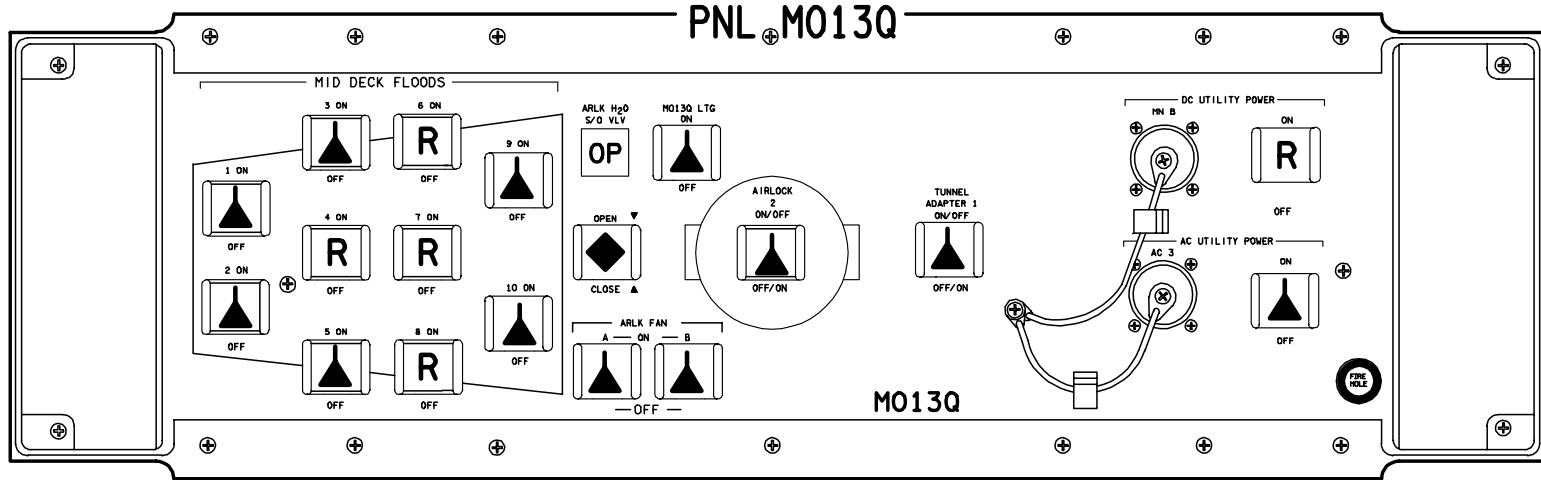 PNL MO13Q
MID DECK FLOODS
3 ON
OFF
6 ON
R
OFF
9 ON
OFF
1 ON
OFF
4 ON
R
OFF
7 ON
R
OFF
2 ON
OFF
10 ON
OFF
5 ON
OFF
8 ON
R
OFF
ARLK H2O
S/O VLV
OP
OPEN
CLOSE
MO13Q LTG
ON
OFF
AIRLOCK
2
ON/OFF
OFF/ON
TUNNEL
ADAPTER 1
ON/OFF
OFF/ON
ARLK FAN
A ON B
OFF
MO13Q
DC UTILITY POWER
MN B
ON
R
OFF
AC UTILITY POWER
AC 3
ON
OFF
FIRE
HOLE